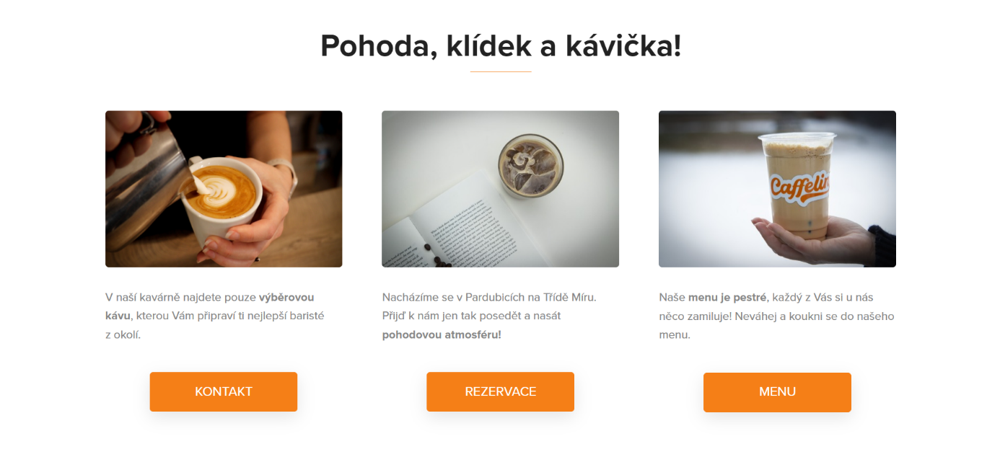 Pohoda, klídek a kávička!
Caffelin
V naší kavárně najdete pouze výběrovou
kávu, kterou Vám připraví ti nejlepší baristé
z okolí.
Nacházíme se v Pardubicích na Třídě Míru.
Přijď k nám jen tak posedět a nasát
pohodovou atmosféru!
Naše menu je pestré, každý z Vás si u nás
něco zamiluje! Neváhej a koukni se do našeho
menu.
KONTAKT
REZERVACE
MENU